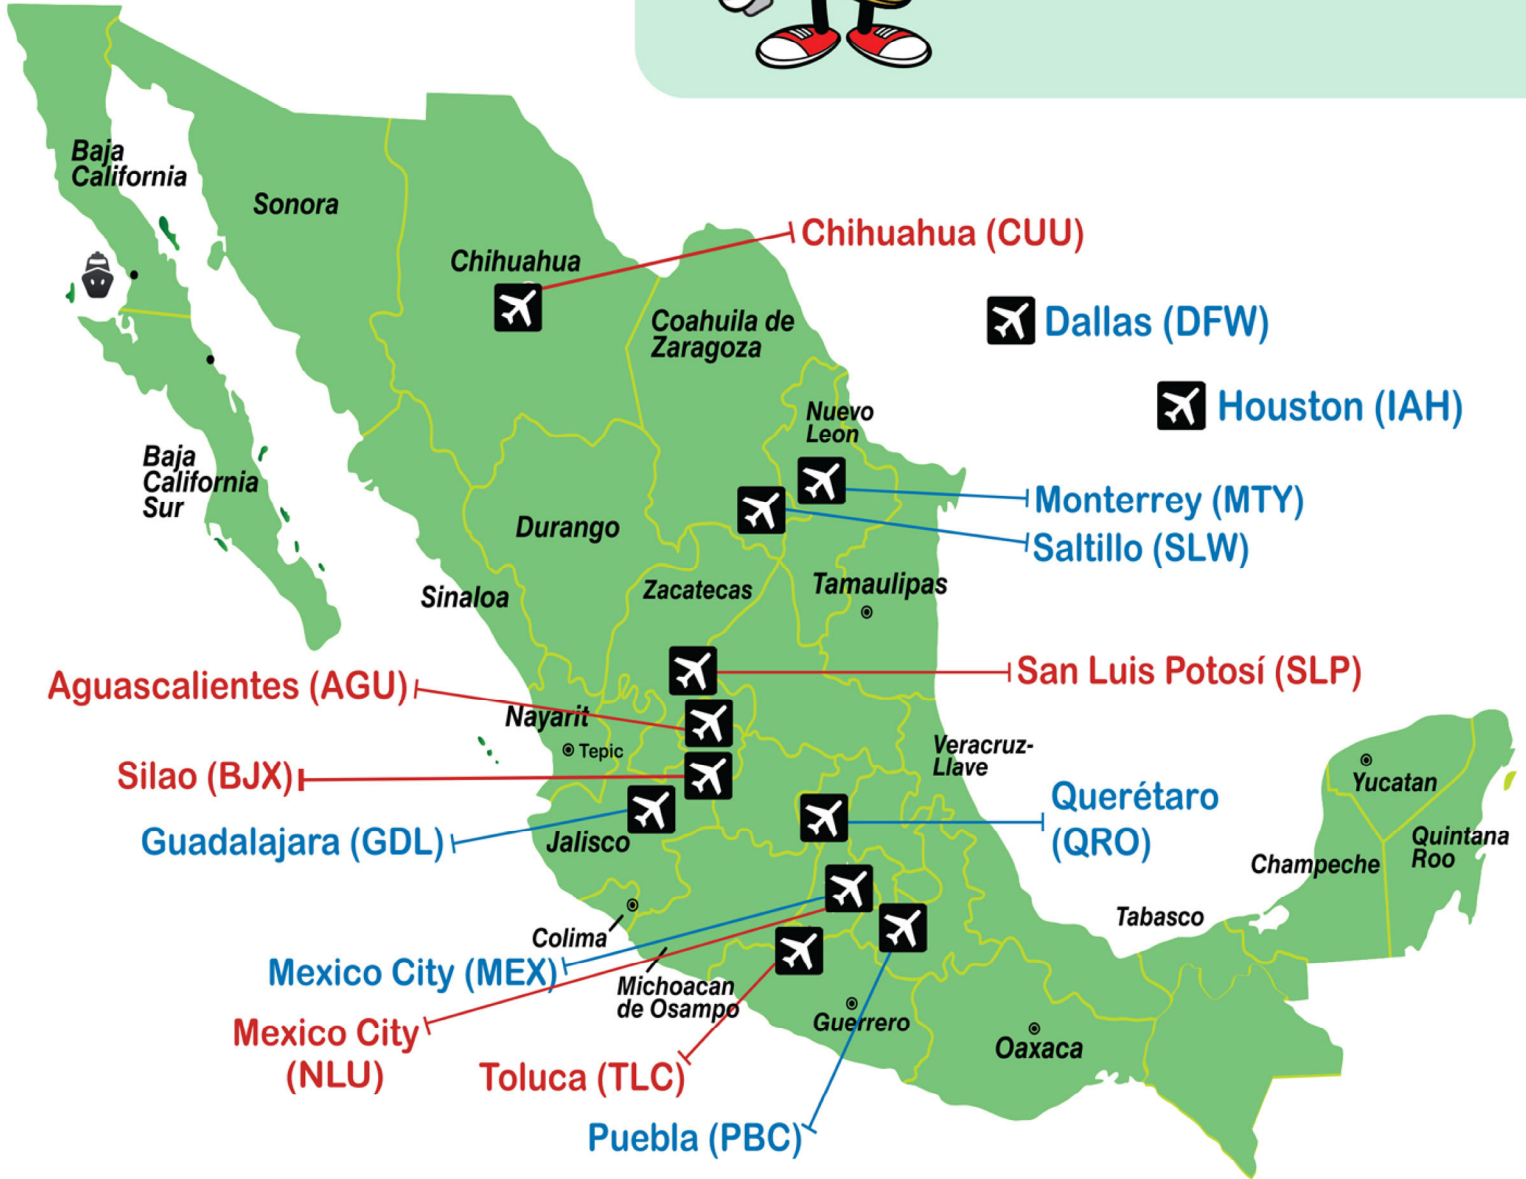 Baja
California
Sonora
Chihuahua (CUU)
Chihuahua
Coahuila de
Zaragoza
Dallas (DFW)
Houston (IAH)
Nuevo
Leon
Baja
California
Sur
Monterrey (MTY)
Saltillo (SLW)
Durango
Sinaloa
Zacatecas
Tamaulipas
Aguascalientes (AGU)
San Luis Potosí (SLP)
Nayarit
Tepic
Veracruz-
Llave
Silao (BJX)
Yucatan
Querétaro
(QRO)
Guadalajara (GDL)
Jalisco
Champeche
Quintana
Roo
Tabasco
Colima
Mexico City (MEX)
Michoacan
de Osampo
Guerrero
Mexico City
(NLU)
Oaxaca
Toluca (TLC)
Puebla (PBC)